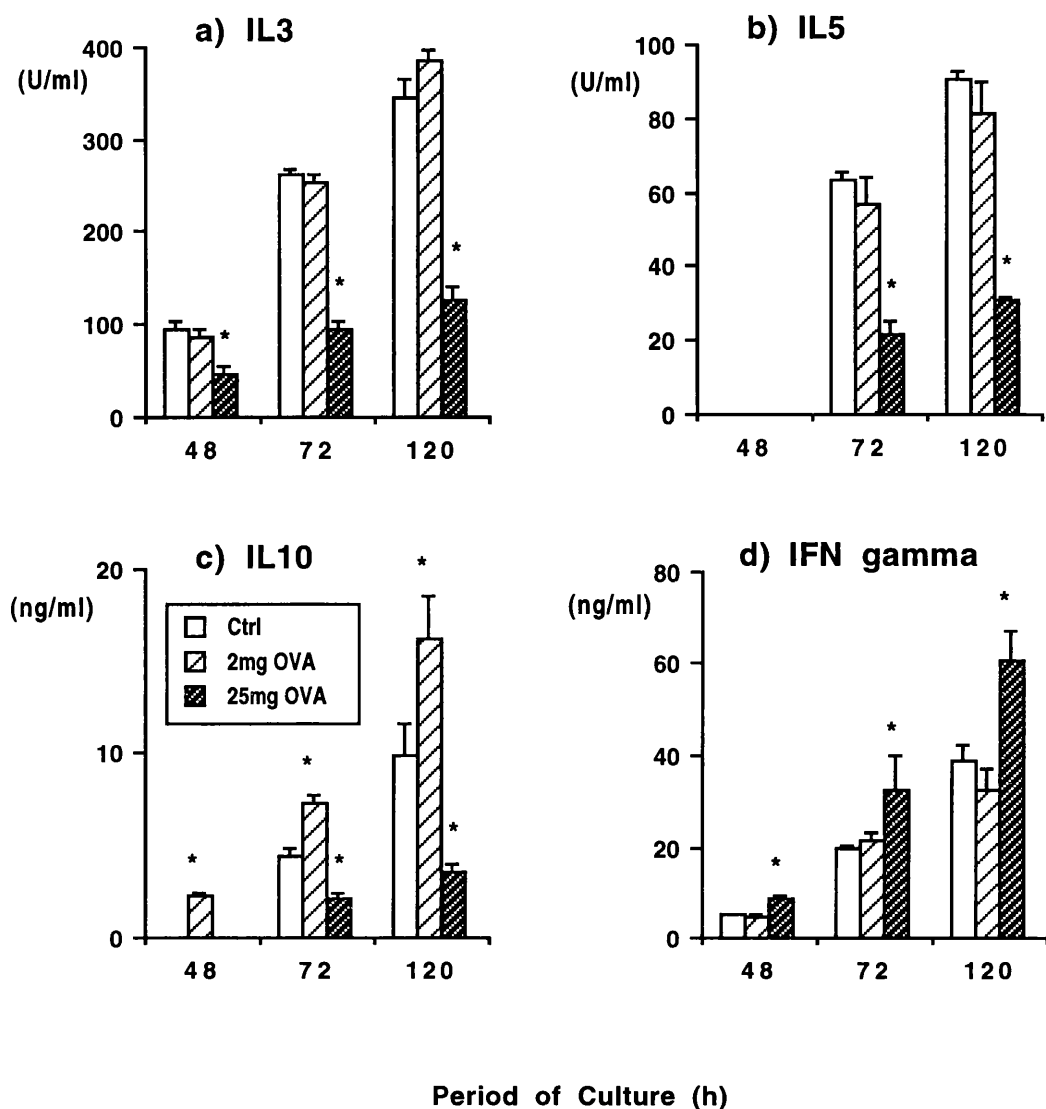 a) IL3
(U/ml)
400
300
200
100
0
*
*
*
48 72 120
b) IL5
(U/ml)
100
80
60
40
20
0
*
*
48 72 120
c) IL10
(ng/ml)
20
10
0
Ctrl
2mg OVA
25mg OVA
*
*
*
*
*
48 72 120
d) IFN gamma
(ng/ml)
80
60
40
20
0
*
*
*
48 72 120
Period of Culture (h)